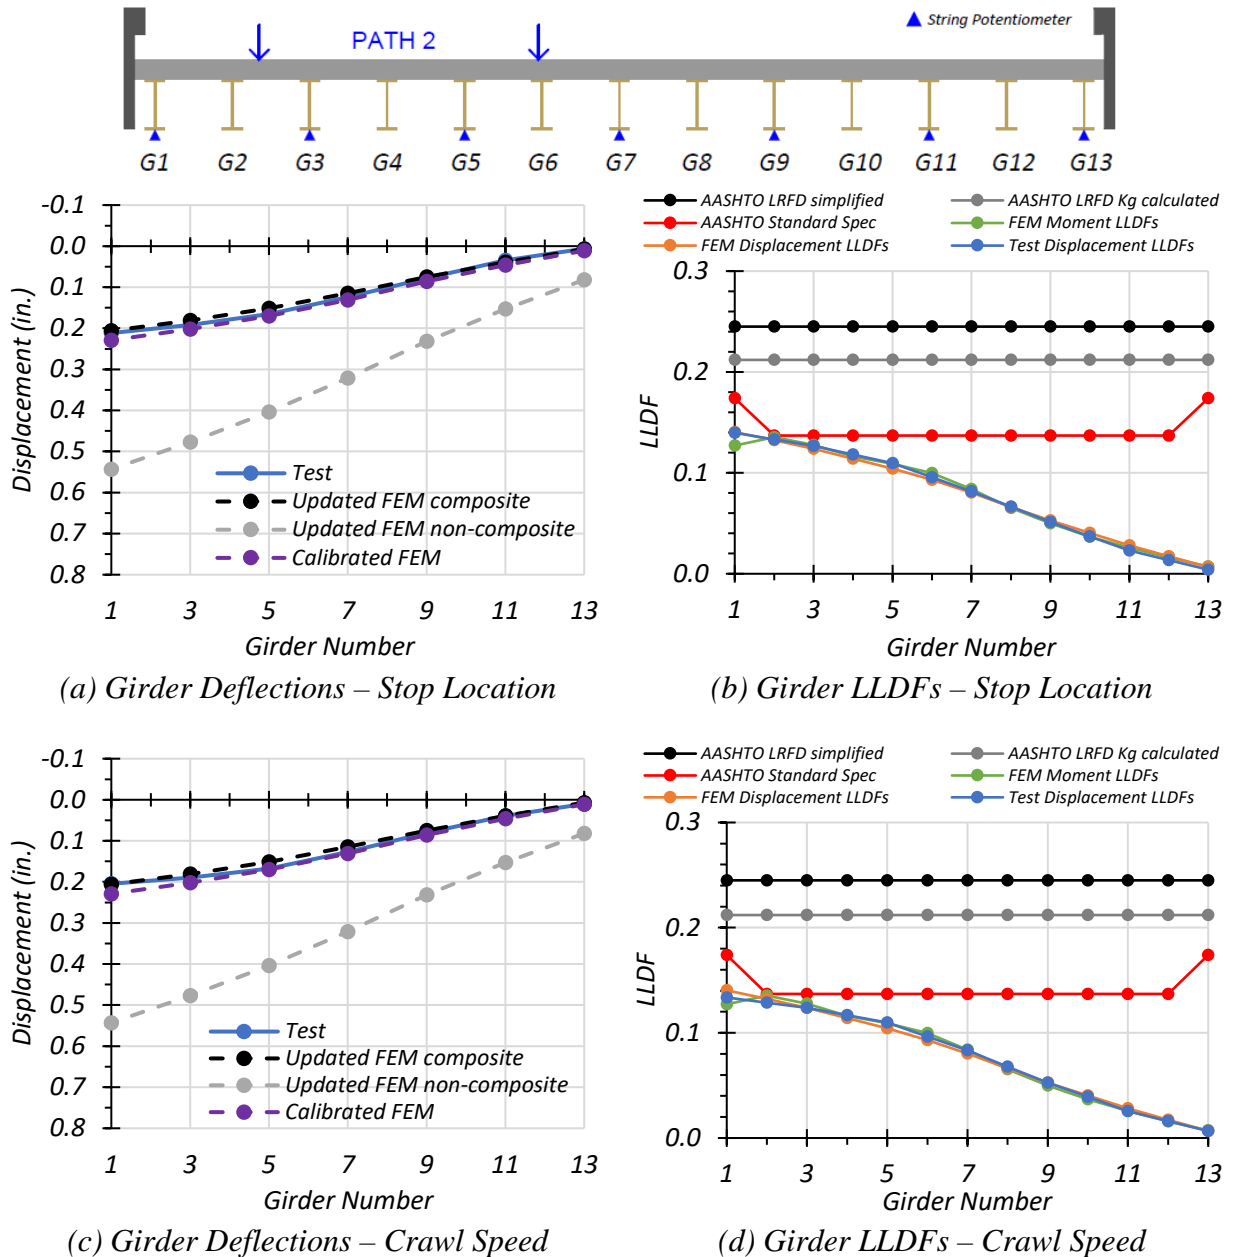 PATH 2
String Potentiometer
G1 G2 G3 G4 G5 G6 G7 G8 G9 G10 G11 G12 G13
-0.1
0.0
0.1
0.2
0.3
0.4
0.5
0.6
0.7
0.8
Displacement (in.)
Test
Updated FEM composite
Updated FEM non-composite
Calibrated FEM
1 3 5 7 9 11 13
Girder Number
(a) Girder Deflections – Stop Location
AASHTO LRFD simplified
AASHTO LRFD Kg calculated
AASHTO Standard Spec
FEM Moment LLDFs
FEM Displacement LLDFs
Test Displacement LLDFs
0.3
0.2
0.1
0.0
LLDF
1 3 5 7 9 11 13
Girder Number
(b) Girder LLDFs – Stop Location
-0.1
0.0
0.1
0.2
0.3
0.4
0.5
0.6
0.7
0.8
Displacement (in.)
Test
Updated FEM composite
Updated FEM non-composite
Calibrated FEM
1 3 5 7 9 11 13
Girder Number
(c) Girder Deflections – Crawl Speed
AASHTO LRFD simplified
AASHTO LRFD Kg calculated
AASHTO Standard Spec
FEM Moment LLDFs
FEM Displacement LLDFs
Test Displacement LLDFs
0.3
0.2
0.1
0.0
LLDF
1 3 5 7 9 11 13
Girder Number
(d) Girder LLDFs – Crawl Speed